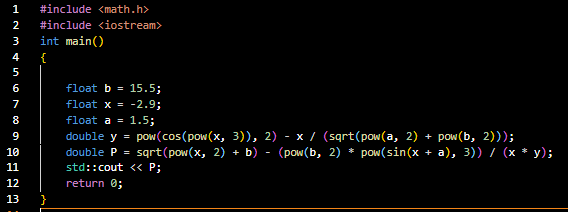 1 #include <math.h>
2 #include <iostream>
3 int main()
4 {
5
6 float b = 15.5;
7 float x = -2.9;
8 float a = 1.5;
9 double y = pow(cos(pow(x, 3)), 2) - x / (sqrt(pow(a, 2) + pow(b, 2)));
10 double P = sqrt(pow(x, 2) + b) - (pow(b, 2) * pow(sin(x + a), 3)) / (x * y);
11 std::cout << P;
12 return 0;
13 }